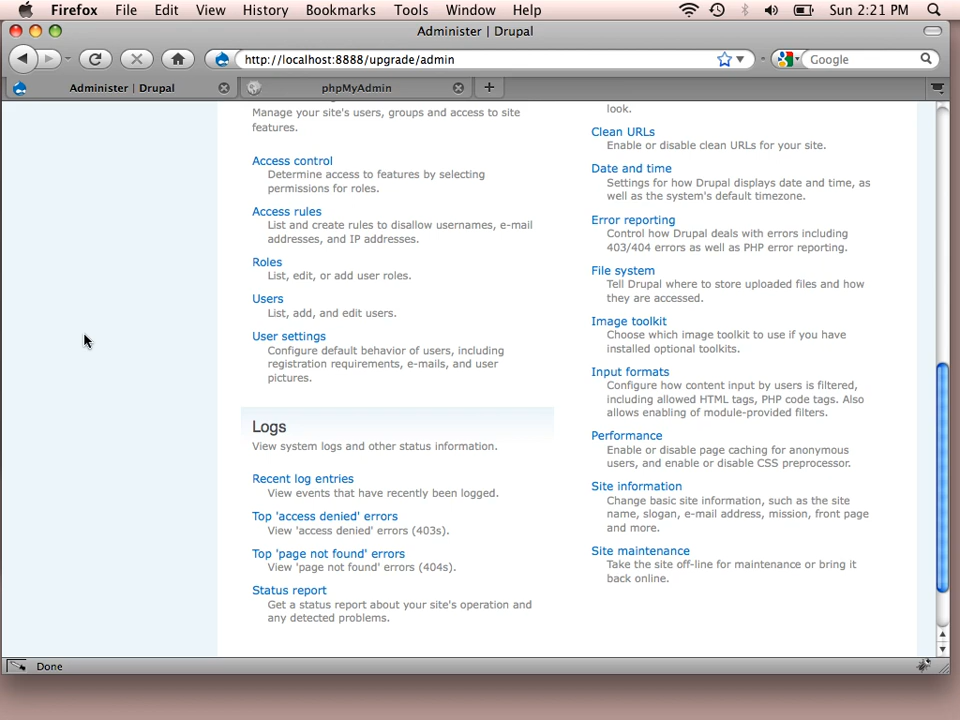 Firefox File Edit View History Bookmarks Tools Window Help Sun 2:21 PM
Administer | Drupal
http://localhost:8888/upgrade/admin
Google
Administer | Drupal
phpMyAdmin
Manage your site's users, groups and access to site
features.
Access control
Determine access to features by selecting
permissions for roles.
Access rules
List and create rules to disallow usernames, e-mail
addresses, and IP addresses.
Roles
List, edit, or add user roles.
Users
List, add, and edit users.
User settings
Configure default behavior of users, including
registration requirements, e-mails, and user
pictures.
Logs
View system logs and other status information.
Recent log entries
View events that have recently been logged.
Top 'access denied' errors
View 'access denied' errors (403s).
Top 'page not found' errors
View 'page not found' errors (404s).
Status report
Get a status report about your site's operation and
any detected problems.
look.
Clean URLs
Enable or disable clean URLs for your site.
Date and time
Settings for how Drupal displays date and time, as
well as the system's default timezone.
Error reporting
Control how Drupal deals with errors including
403/404 errors as well as PHP error reporting.
File system
Tell Drupal where to store uploaded files and how
they are accessed.
Image toolkit
Choose which image toolkit to use if you have
installed optional toolkits.
Input formats
Configure how content input by users is filtered,
including allowed HTML tags, PHP code tags. Also
allows enabling of module-provided filters.
Performance
Enable or disable page caching for anonymous
users, and enable or disable CSS preprocessor.
Site information
Change basic site information, such as the site
name, slogan, e-mail address, mission, front page
and more.
Site maintenance
Take the site off-line for maintenance or bring it
back online.
Done